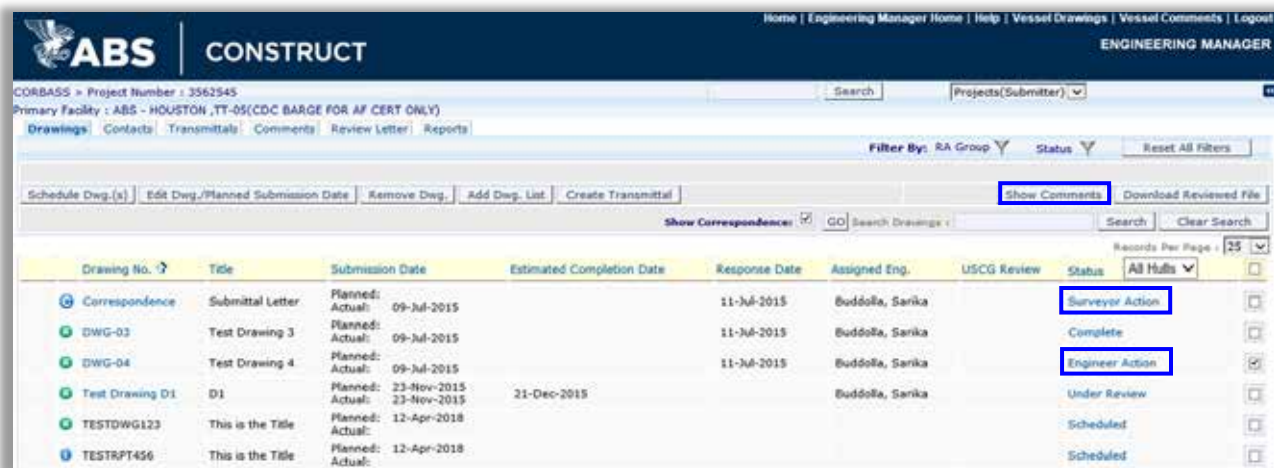 Home | Engineering Manager Home | Help | Vessel Drawings | Vessel Comments | Logout
ABS | CONSTRUCT
ENGINEERING MANAGER
CORBASS > Project Number : 3562545 Search Projects(Submitter)
Primary Facility : ABS - HOUSTON ,TT-05(CDC BARGE FOR AF CERT ONLY)
Drawings Contacts Transmittals Comments Review Letter Reports
Filter By: RA Group Status Reset All Filters
Schedule Dwg.(s) Edit Dwg./Planned Submission Date Remove Dwg. Add Dwg. List Create Transmittal Show Comments Download Reviewed File
Show Correspondence: GO Search Drawings : Search Clear Search
Records Per Page : 25
Drawing No. Title Submission Date Estimated Completion Date Response Date Assigned Eng. USCG Review Status All Hulls
Correspondence Submittal Letter Planned: 11-Jul-2015 Buddolla, Sarika Surveyor Action
Actual: 09-Jul-2015
DWG-03 Test Drawing 3 Planned: 11-Jul-2015 Buddolla, Sarika Complete
Actual: 09-Jul-2015
DWG-04 Test Drawing 4 Planned: 11-Jul-2015 Buddolla, Sarika Engineer Action
Actual: 09-Jul-2015
Test Drawing D1 D1 Planned: 23-Nov-2015 21-Dec-2015 Buddolla, Sarika Under Review
Actual: 23-Nov-2015
TESTDWG123 This is the Title Planned: 12-Apr-2018 Scheduled
Actual:
TESTRPT456 This is the Title Planned: 12-Apr-2018 Scheduled
Actual: